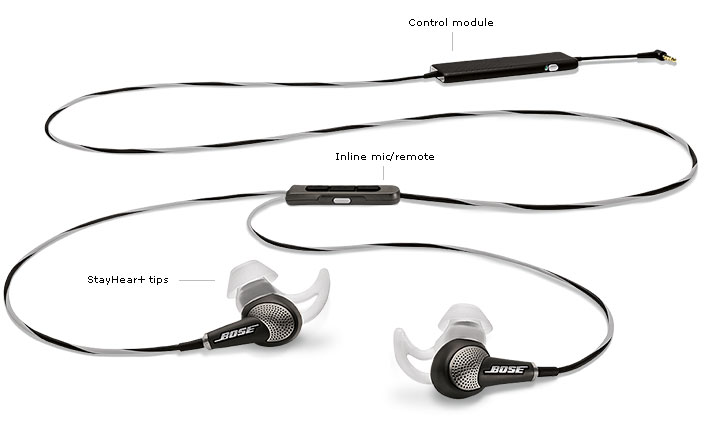 Control module
Inline mic/remote
StayHear+ tips
BOSE
BOSE